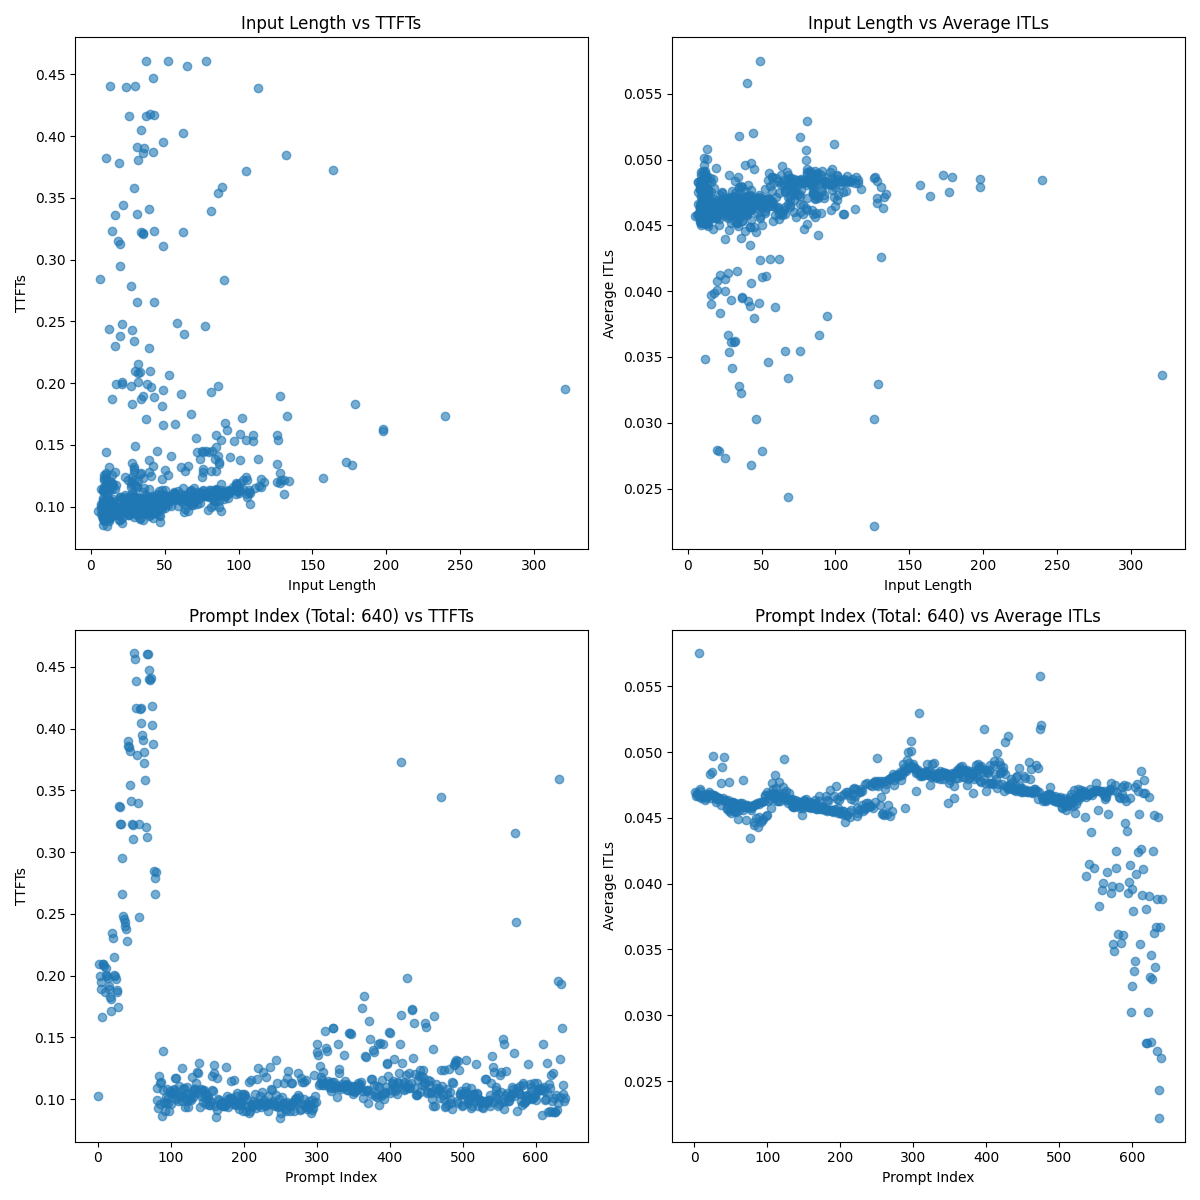 Input Length vs TTFTs
TTFTs
0.45
0.40
0.35
0.30
0.25
0.20
0.15
0.10
0 50 100 150 200 250 300
Input Length
Input Length vs Average ITLs
Average ITLs
0.055
0.050
0.045
0.040
0.035
0.030
0.025
0 50 100 150 200 250 300
Input Length
Prompt Index (Total: 640) vs TTFTs
TTFTs
0.45
0.40
0.35
0.30
0.25
0.20
0.15
0.10
0 100 200 300 400 500 600
Prompt Index
Prompt Index (Total: 640) vs Average ITLs
Average ITLs
0.055
0.050
0.045
0.040
0.035
0.030
0.025
0 100 200 300 400 500 600
Prompt Index